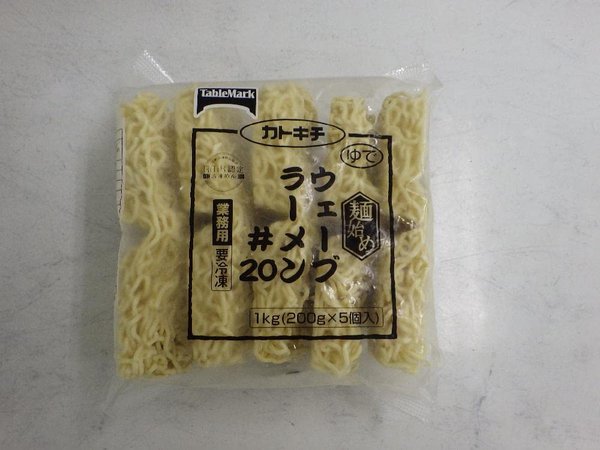 TableMark
カトキチ
ゆで
麺始め
ウェーブ
ラーメン
#20
業務用
要冷凍
1kg(200g×5個入)